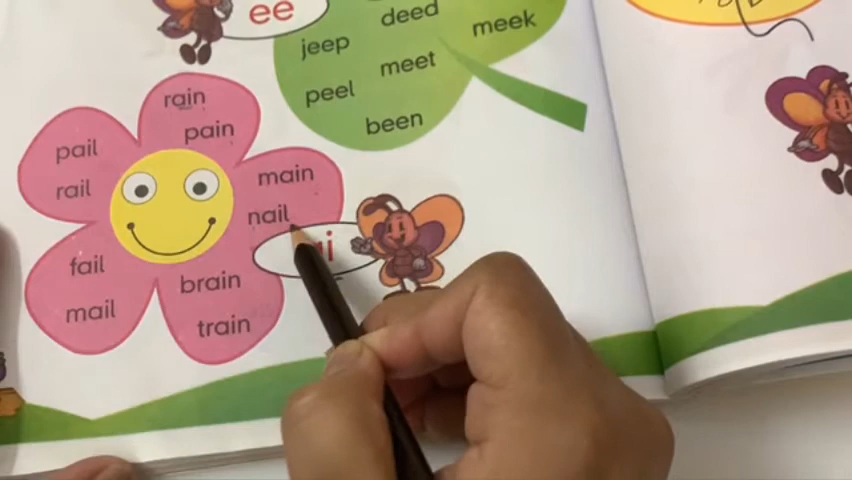 ee
deed
meek
jeep
meet
peel
been
rain
pain
pail
rail
main
nail
fail
mail
brain
train